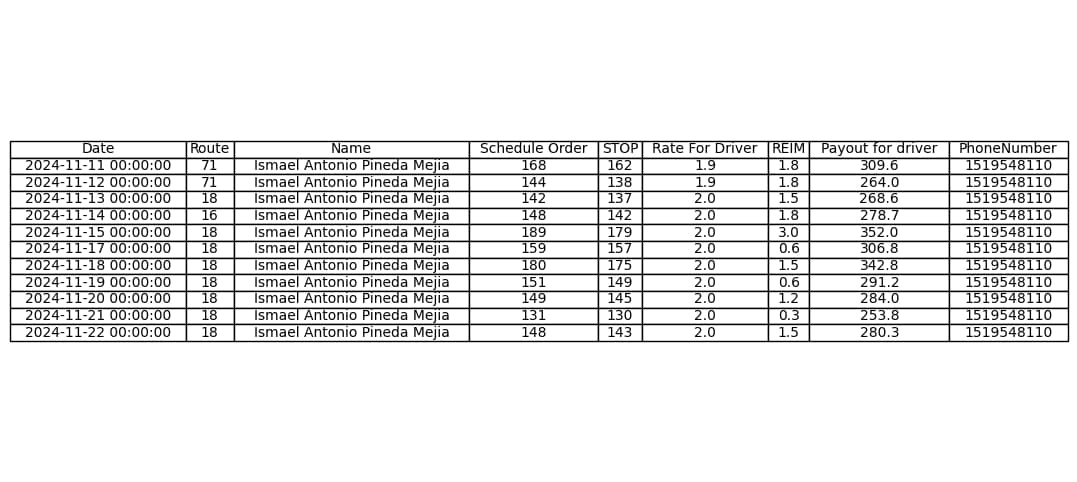 Date Route Name Schedule Order STOP Rate For Driver REIM Payout for driver PhoneNumber
2024-11-11 00:00:00 71 Ismael Antonio Pineda Mejia 168 162 1.9 1.8 309.6 1519548110
2024-11-12 00:00:00 71 Ismael Antonio Pineda Mejia 144 138 1.9 1.8 264.0 1519548110
2024-11-13 00:00:00 18 Ismael Antonio Pineda Mejia 142 137 2.0 1.5 268.6 1519548110
2024-11-14 00:00:00 16 Ismael Antonio Pineda Mejia 148 142 2.0 1.8 278.7 1519548110
2024-11-15 00:00:00 18 Ismael Antonio Pineda Mejia 189 179 2.0 3.0 352.0 1519548110
2024-11-17 00:00:00 18 Ismael Antonio Pineda Mejia 159 157 2.0 0.6 306.8 1519548110
2024-11-18 00:00:00 18 Ismael Antonio Pineda Mejia 180 175 2.0 1.5 342.8 1519548110
2024-11-19 00:00:00 18 Ismael Antonio Pineda Mejia 151 149 2.0 0.6 291.2 1519548110
2024-11-20 00:00:00 18 Ismael Antonio Pineda Mejia 149 145 2.0 1.2 284.0 1519548110
2024-11-21 00:00:00 18 Ismael Antonio Pineda Mejia 131 130 2.0 0.3 253.8 1519548110
2024-11-22 00:00:00 18 Ismael Antonio Pineda Mejia 148 143 2.0 1.5 280.3 1519548110